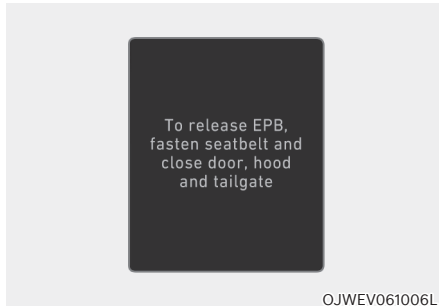 To release EPB,
fasten seatbelt and
close door, hood
and tailgate
OJWEV061006L